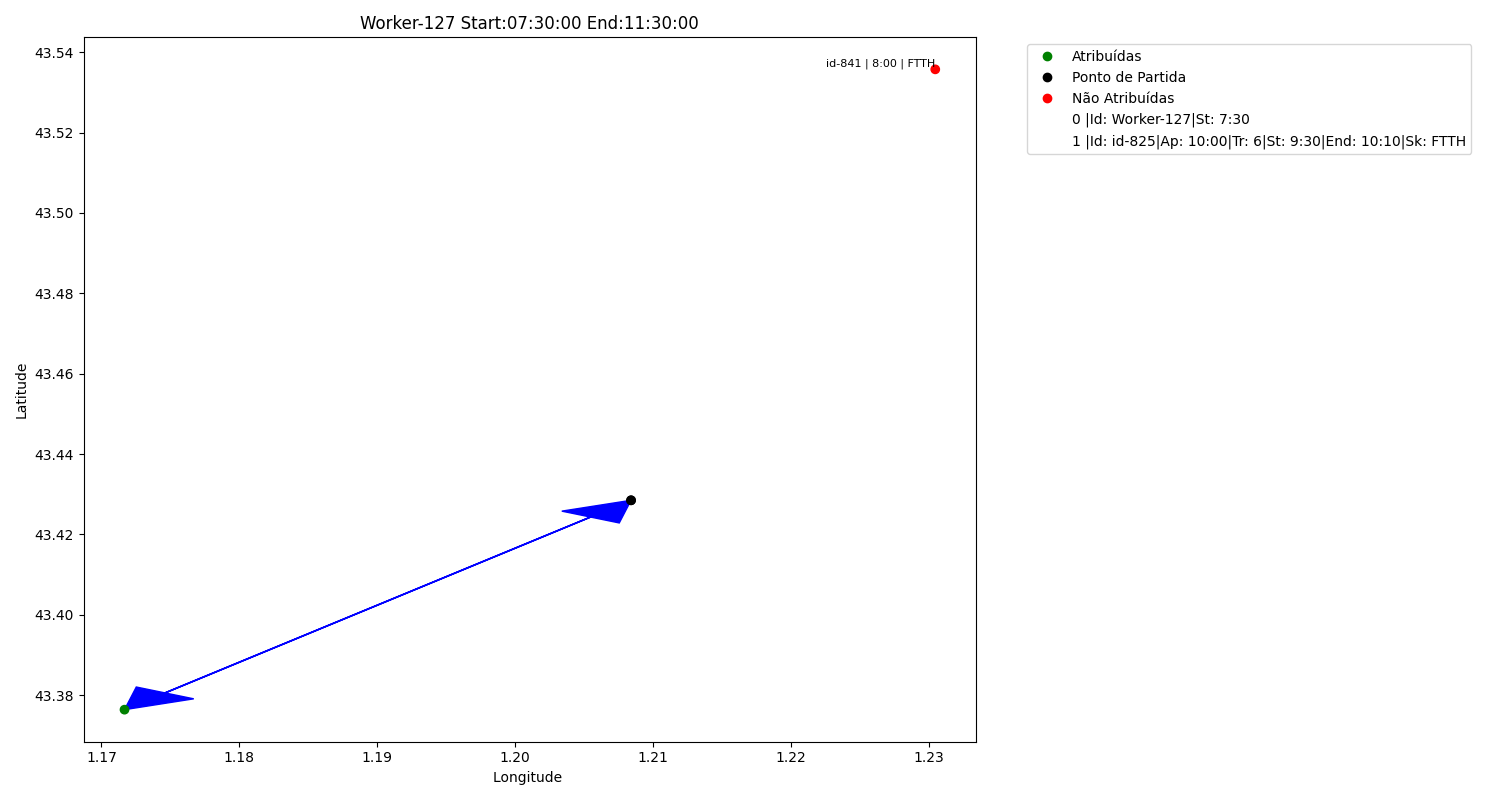 Worker-127 Start:07:30:00 End:11:30:00
43.54
43.52
43.50
43.48
43.46
43.44
43.42
43.40
43.38
Latitude
id-841 | 8:00 | FTTH
1.17 1.18 1.19 1.20 1.21 1.22 1.23
Longitude
Atribuídas
Ponto de Partida
Não Atribuídas
0 |Id: Worker-127|St: 7:30
1 |Id: id-825|Ap: 10:00|Tr: 6|St: 9:30|End: 10:10|Sk: FTTH